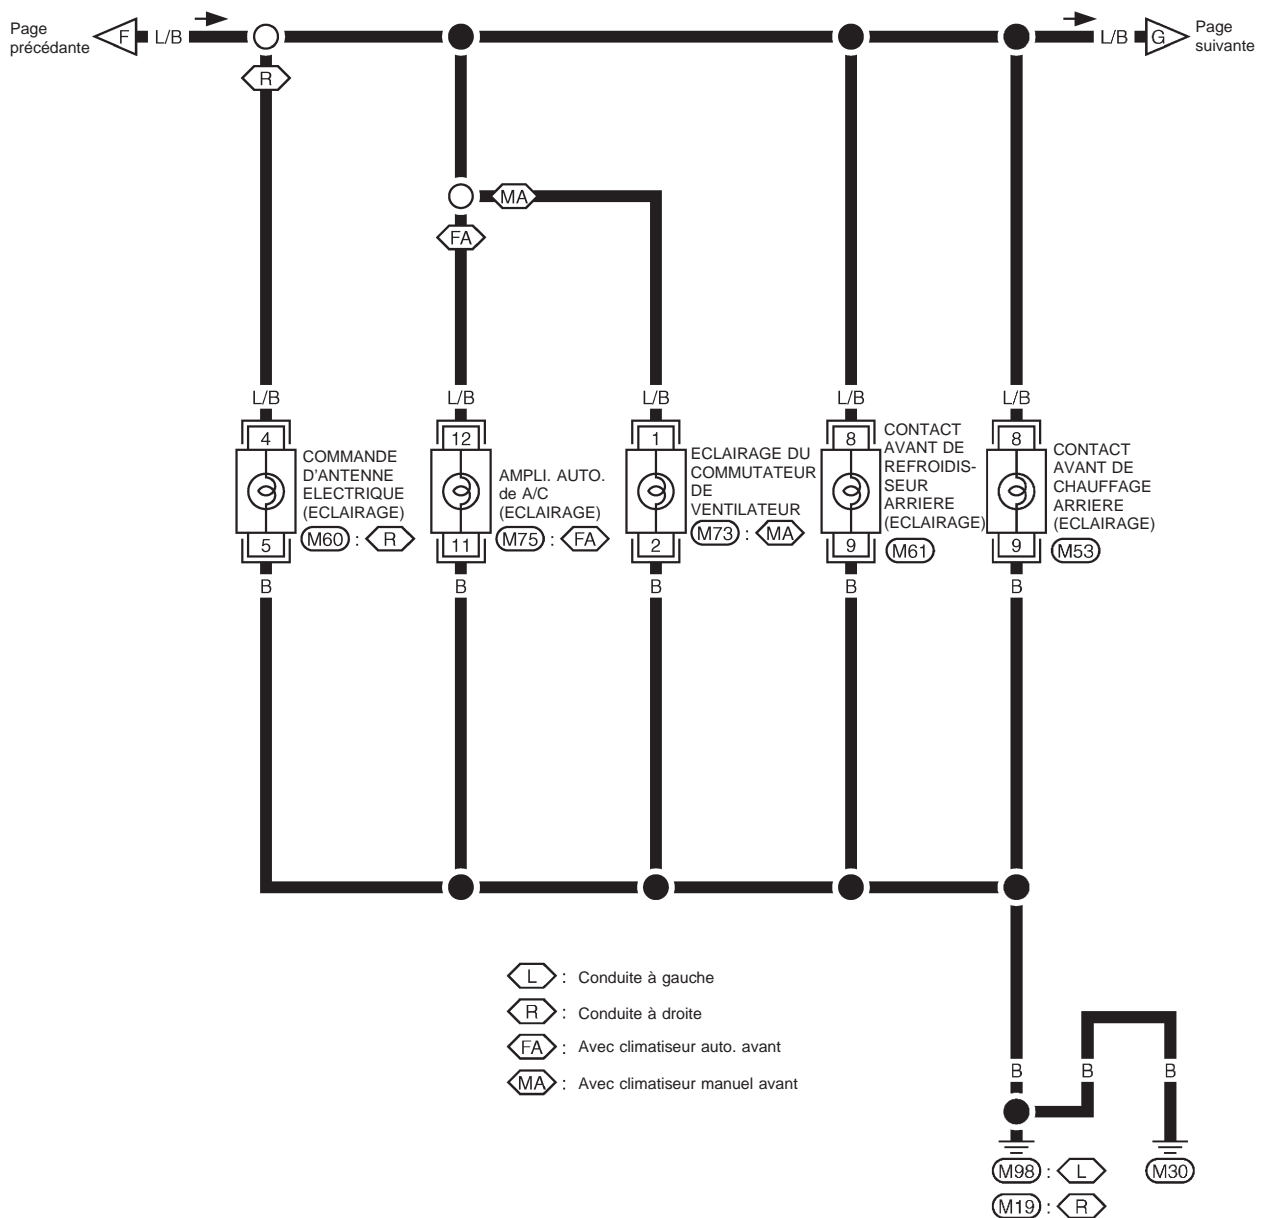 Page
précédante
F
L/B
L/B
G
Page
suivante
R
MA
FA
L/B
L/B
L/B
L/B
L/B
4
5
COMMANDE
D'ANTENNE
ELECTRIQUE
(ECLAIRAGE)
M60 : R
12
11
AMPLI. AUTO.
de A/C
(ECLAIRAGE)
M75 : FA
1
2
ECLAIRAGE DU
COMMUTATEUR
DE
VENTILATEUR
M73 : MA
8
9
CONTACT
AVANT DE
REFROIDIS-
SEUR
ARRIERE
(ECLAIRAGE)
M61
8
9
CONTACT
AVANT DE
CHAUFFAGE
ARRIERE
(ECLAIRAGE)
M53
B
B
B
B
B
L : Conduite à gauche
R : Conduite à droite
FA : Avec climatiseur auto. avant
MA : Avec climatiseur manuel avant
B
B
B
M98 : L
M19 : R
M30